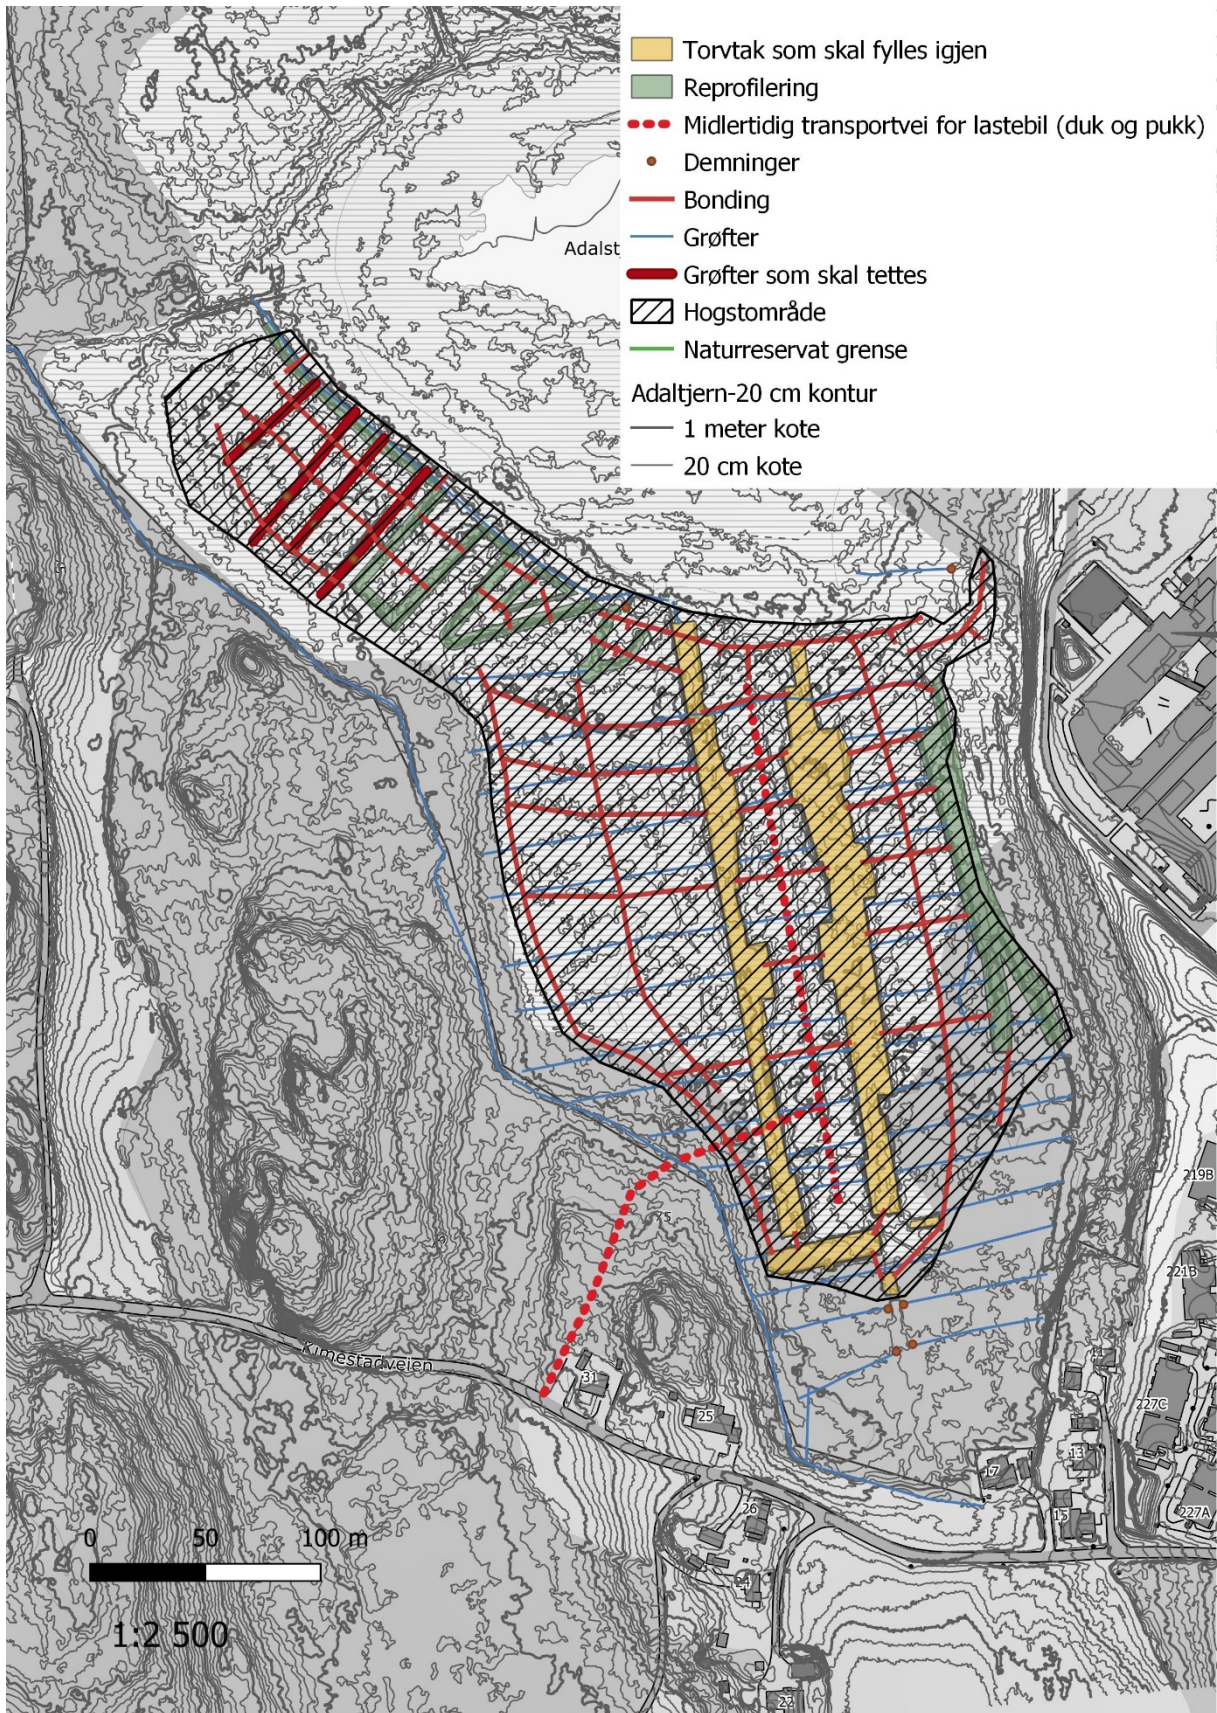 Torvtak som skal fylles igjen
Reprofilering
Midlertidig transportvei for lastebil (duk og pukk)
Demninger
Bonding
Grøfter
Grøfter som skal tettes
Hogstområde
Naturreservat grense
Adaltjern-20 cm kontur
1 meter kote
20 cm kote
Adalst
75
219B
221B
Kimestadveien
31
11
25
227C
13
17
26
15
227A
24
22
0 50 100 m
1:2 500